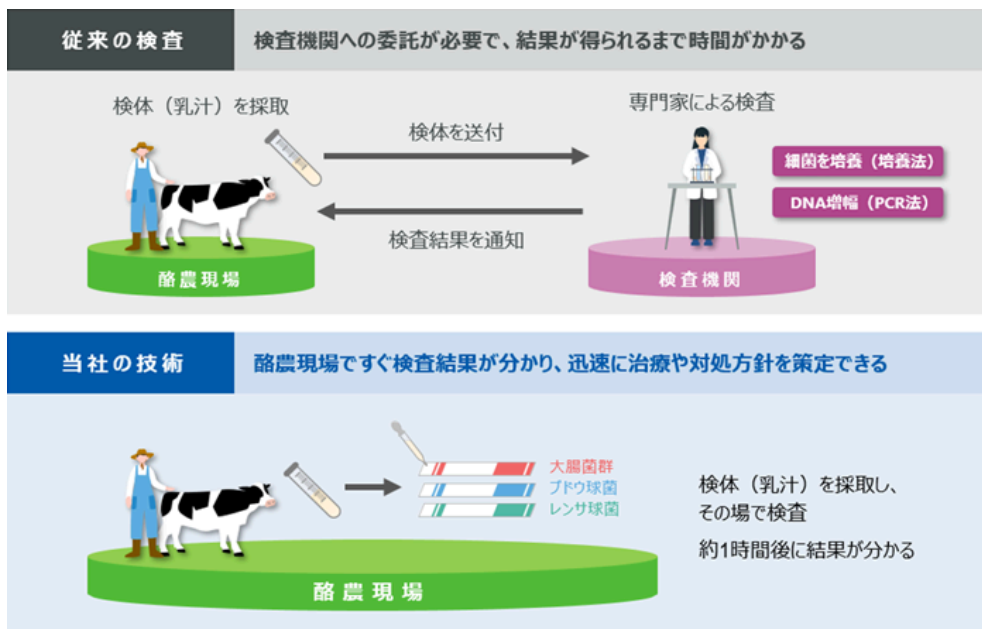 従来の検査
検査機関への委託が必要で、結果が得られるまで時間がかかる
検体（乳汁）を採取
専門家による検査
検体を送付
細菌を培養（培養法）
DNA増幅（PCR法）
検査結果を通知
酪農現場
検査機関
当社の技術
酪農現場ですぐ検査結果が分かり、迅速に治療や対処方針を策定できる
大腸菌群
ブドウ球菌
レンサ球菌
検体（乳汁）を採取し、
その場で検査
約1時間後に結果が分かる
酪農現場